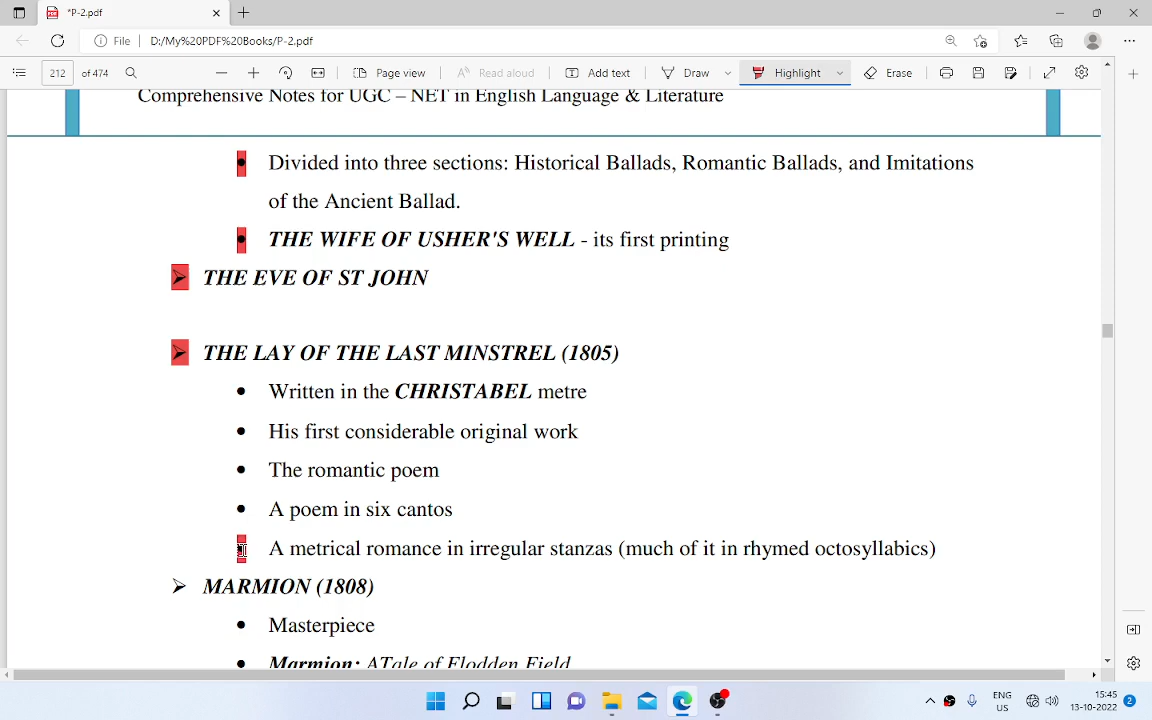 *P-2.pdf
File D:/My%20PDF%20Books/P-2.pdf
212 of 474 Page view Read aloud Add text Draw Highlight Erase
Comprehensive Notes for UGC – NET in English Language & Literature
• Divided into three sections: Historical Ballads, Romantic Ballads, and Imitations
of the Ancient Ballad.
• THE WIFE OF USHER'S WELL - its first printing
➢ THE EVE OF ST JOHN
➢ THE LAY OF THE LAST MINSTREL (1805)
• Written in the CHRISTABEL metre
• His first considerable original work
• The romantic poem
• A poem in six cantos
• A metrical romance in irregular stanzas (much of it in rhymed octosyllabics)
➢ MARMION (1808)
• Masterpiece
• Marmion: ATale of Flodden Field
ENG
US
15:45
13-10-2022
2